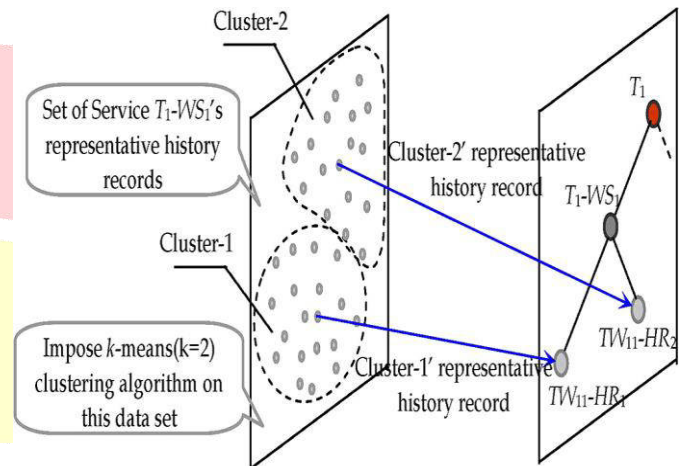 Cluster-2
Set of Service T₁-WS₁'s
representative history
records
Cluster-1
Impose k-means(k=2)
clustering algorithm on
this data set
Cluster-2' representative
history record
Cluster-1' representative
history record
T₁
T₁-WS₁
TW₁₁-HR₂
TW₁₁-HR₁